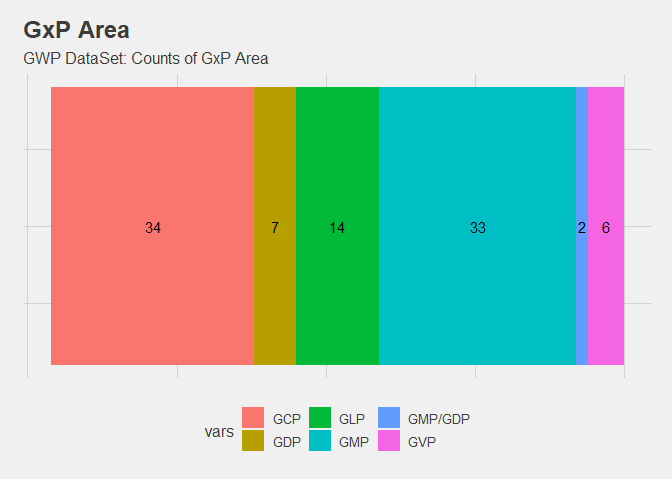 GxP Area
GWP DataSet: Counts of GxP Area
34 7 14 33 2 6
vars GCP GLP GMP/GDP
GDP GMP GVP